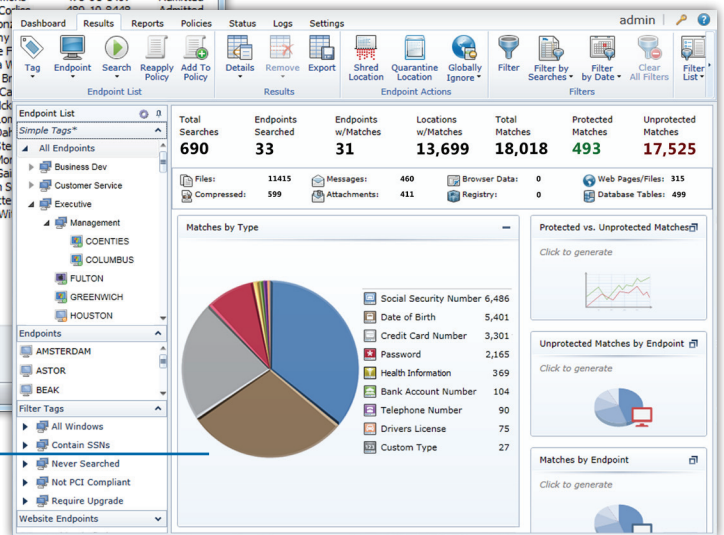 Admitted
Dashboard Results Reports Policies Status Logs Settings
admin
Tag Endpoint Search Reapply Policy Add To Policy
Endpoint List
Details Remove Export
Results
Shred Location Quarantine Location Globally Ignore
Endpoint Actions
Filter Filter by Searches Filter by Date Clear All Filters Filter List
Filters
Endpoint List
Simple Tags*
All Endpoints
Business Dev
Customer Service
Executive
Management
COENTIES
COLUMBUS
FULTON
GREENWICH
HOUSTON
Endpoints
AMSTERDAM
ASTOR
BEAK
Filter Tags
All Windows
Contain SSNs
Never Searched
Not PCI Compliant
Require Upgrade
Website Endpoints
Total Searches
690
Endpoints Searched
33
Endpoints w/Matches
31
Locations w/Matches
13,699
Total Matches
18,018
Protected Matches
493
Unprotected Matches
17,525
Files: 11415 Messages: 460 Browser Data: 0 Web Pages/Files: 315
Compressed: 599 Attachments: 411 Registry: 0 Database Tables: 499
Matches by Type
Social Security Number 6,486
Date of Birth 5,401
Credit Card Number 3,301
Password 2,165
Health Information 369
Bank Account Number 104
Telephone Number 90
Drivers License 75
Custom Type 27
Protected vs. Unprotected Matches
Click to generate
Unprotected Matches by Endpoint
Click to generate
Matches by Endpoint
Click to generate